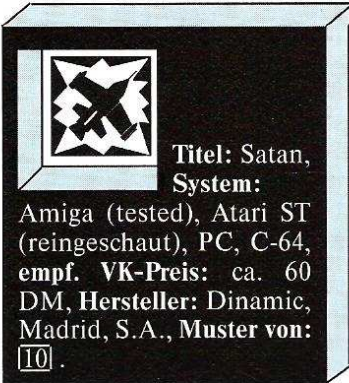 Titel: Satan,
System:
Amiga (tested), Atari ST
(reingeschaut), PC, C-64,
empf. VK-Preis: ca. 60
DM, Hersteller: Dinamic,
Madrid, S.A., Muster von:
10 .